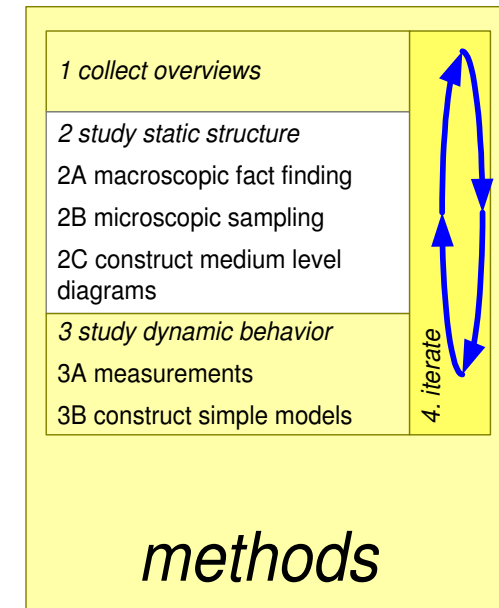 1 collect overviews
2 study static structure
2A macroscopic fact finding
2B microscopic sampling
2C construct medium level
diagrams
3 study dynamic behavior
3A measurements
3B construct simple models
4. iterate
methods